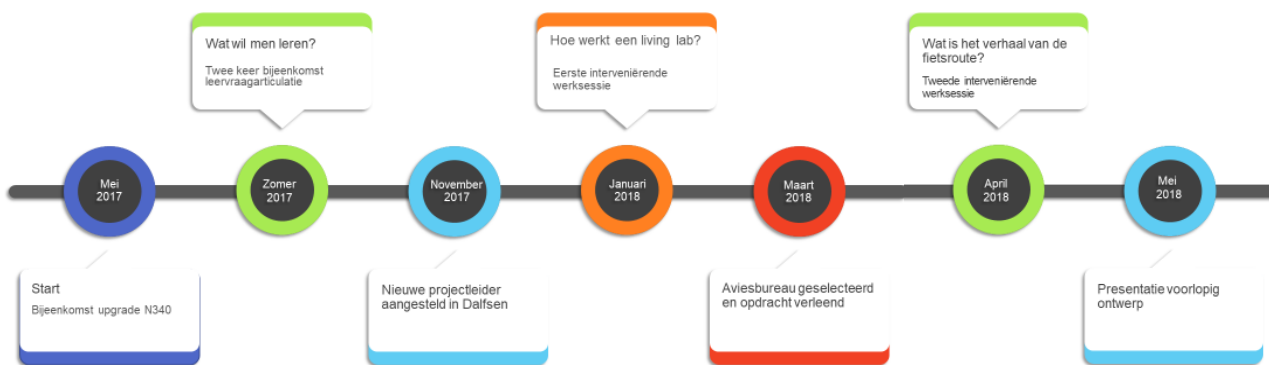 Wat wil men leren?
Twee keer bijeenkomst
leervraagarticulatie
Hoe werkt een living lab?
Eerste interveniërende
werksessie
Wat is het verhaal van de
fietsroute?
Tweede interveniërende
werksessie
Mei
2017
Zomer
2017
November
2017
Januari
2018
Maart
2018
April
2018
Mei
2018
Start
Bijeenkomst upgrade N340
Nieuwe projectleider
aangesteld in Dalfsen
Aviesbureau geselecteerd
en opdracht verleend
Presentatie voorlopig
ontwerp